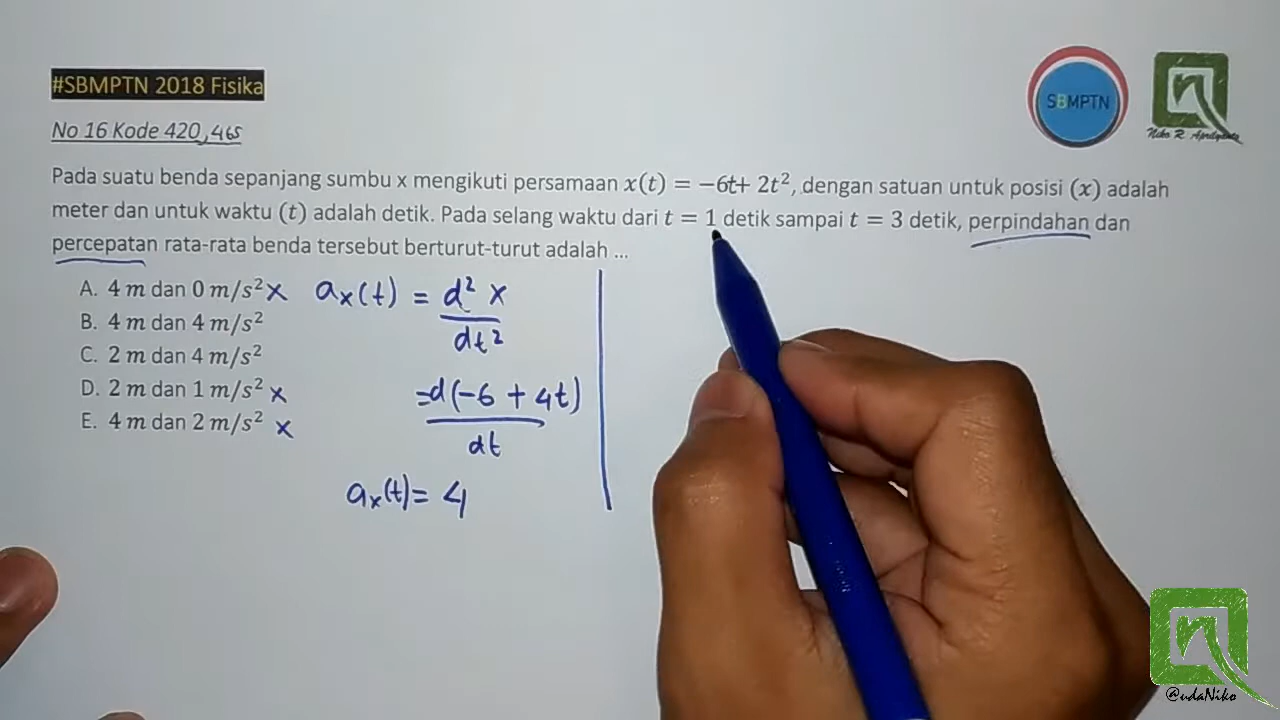 #SBMPTN 2018 Fisika
SBMPTN
Niko R. Aprilyanto
No 16 Kode 420,465
Pada suatu benda sepanjang sumbu x mengikuti persamaan x(t) = −6t+ 2t², dengan satuan untuk posisi (x) adalah
meter dan untuk waktu (t) adalah detik. Pada selang waktu dari t = 1 detik sampai t = 3 detik, perpindahan dan
percepatan rata-rata benda tersebut berturut-turut adalah ...
A. 4 m dan 0 m/s² x
B. 4 m dan 4 m/s²
C. 2 m dan 4 m/s²
D. 2 m dan 1 m/s² x
E. 4 m dan 2 m/s² x
aₓ(t) = d² x
dt²
=d(-6 + 4t)
dt
aₓ(t)= 4
@udaNiko